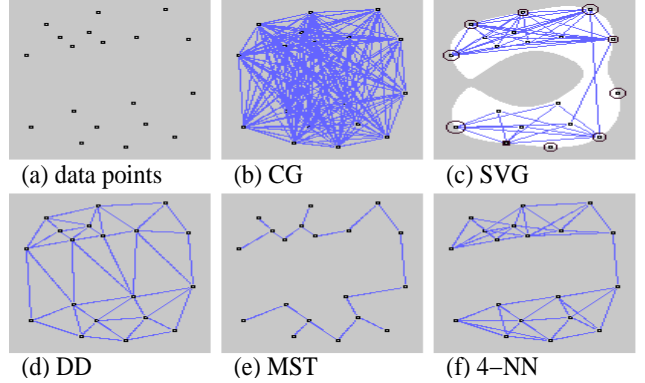 (a) data points
(b) CG
(c) SVG
(d) DD
(e) MST
(f) 4−NN